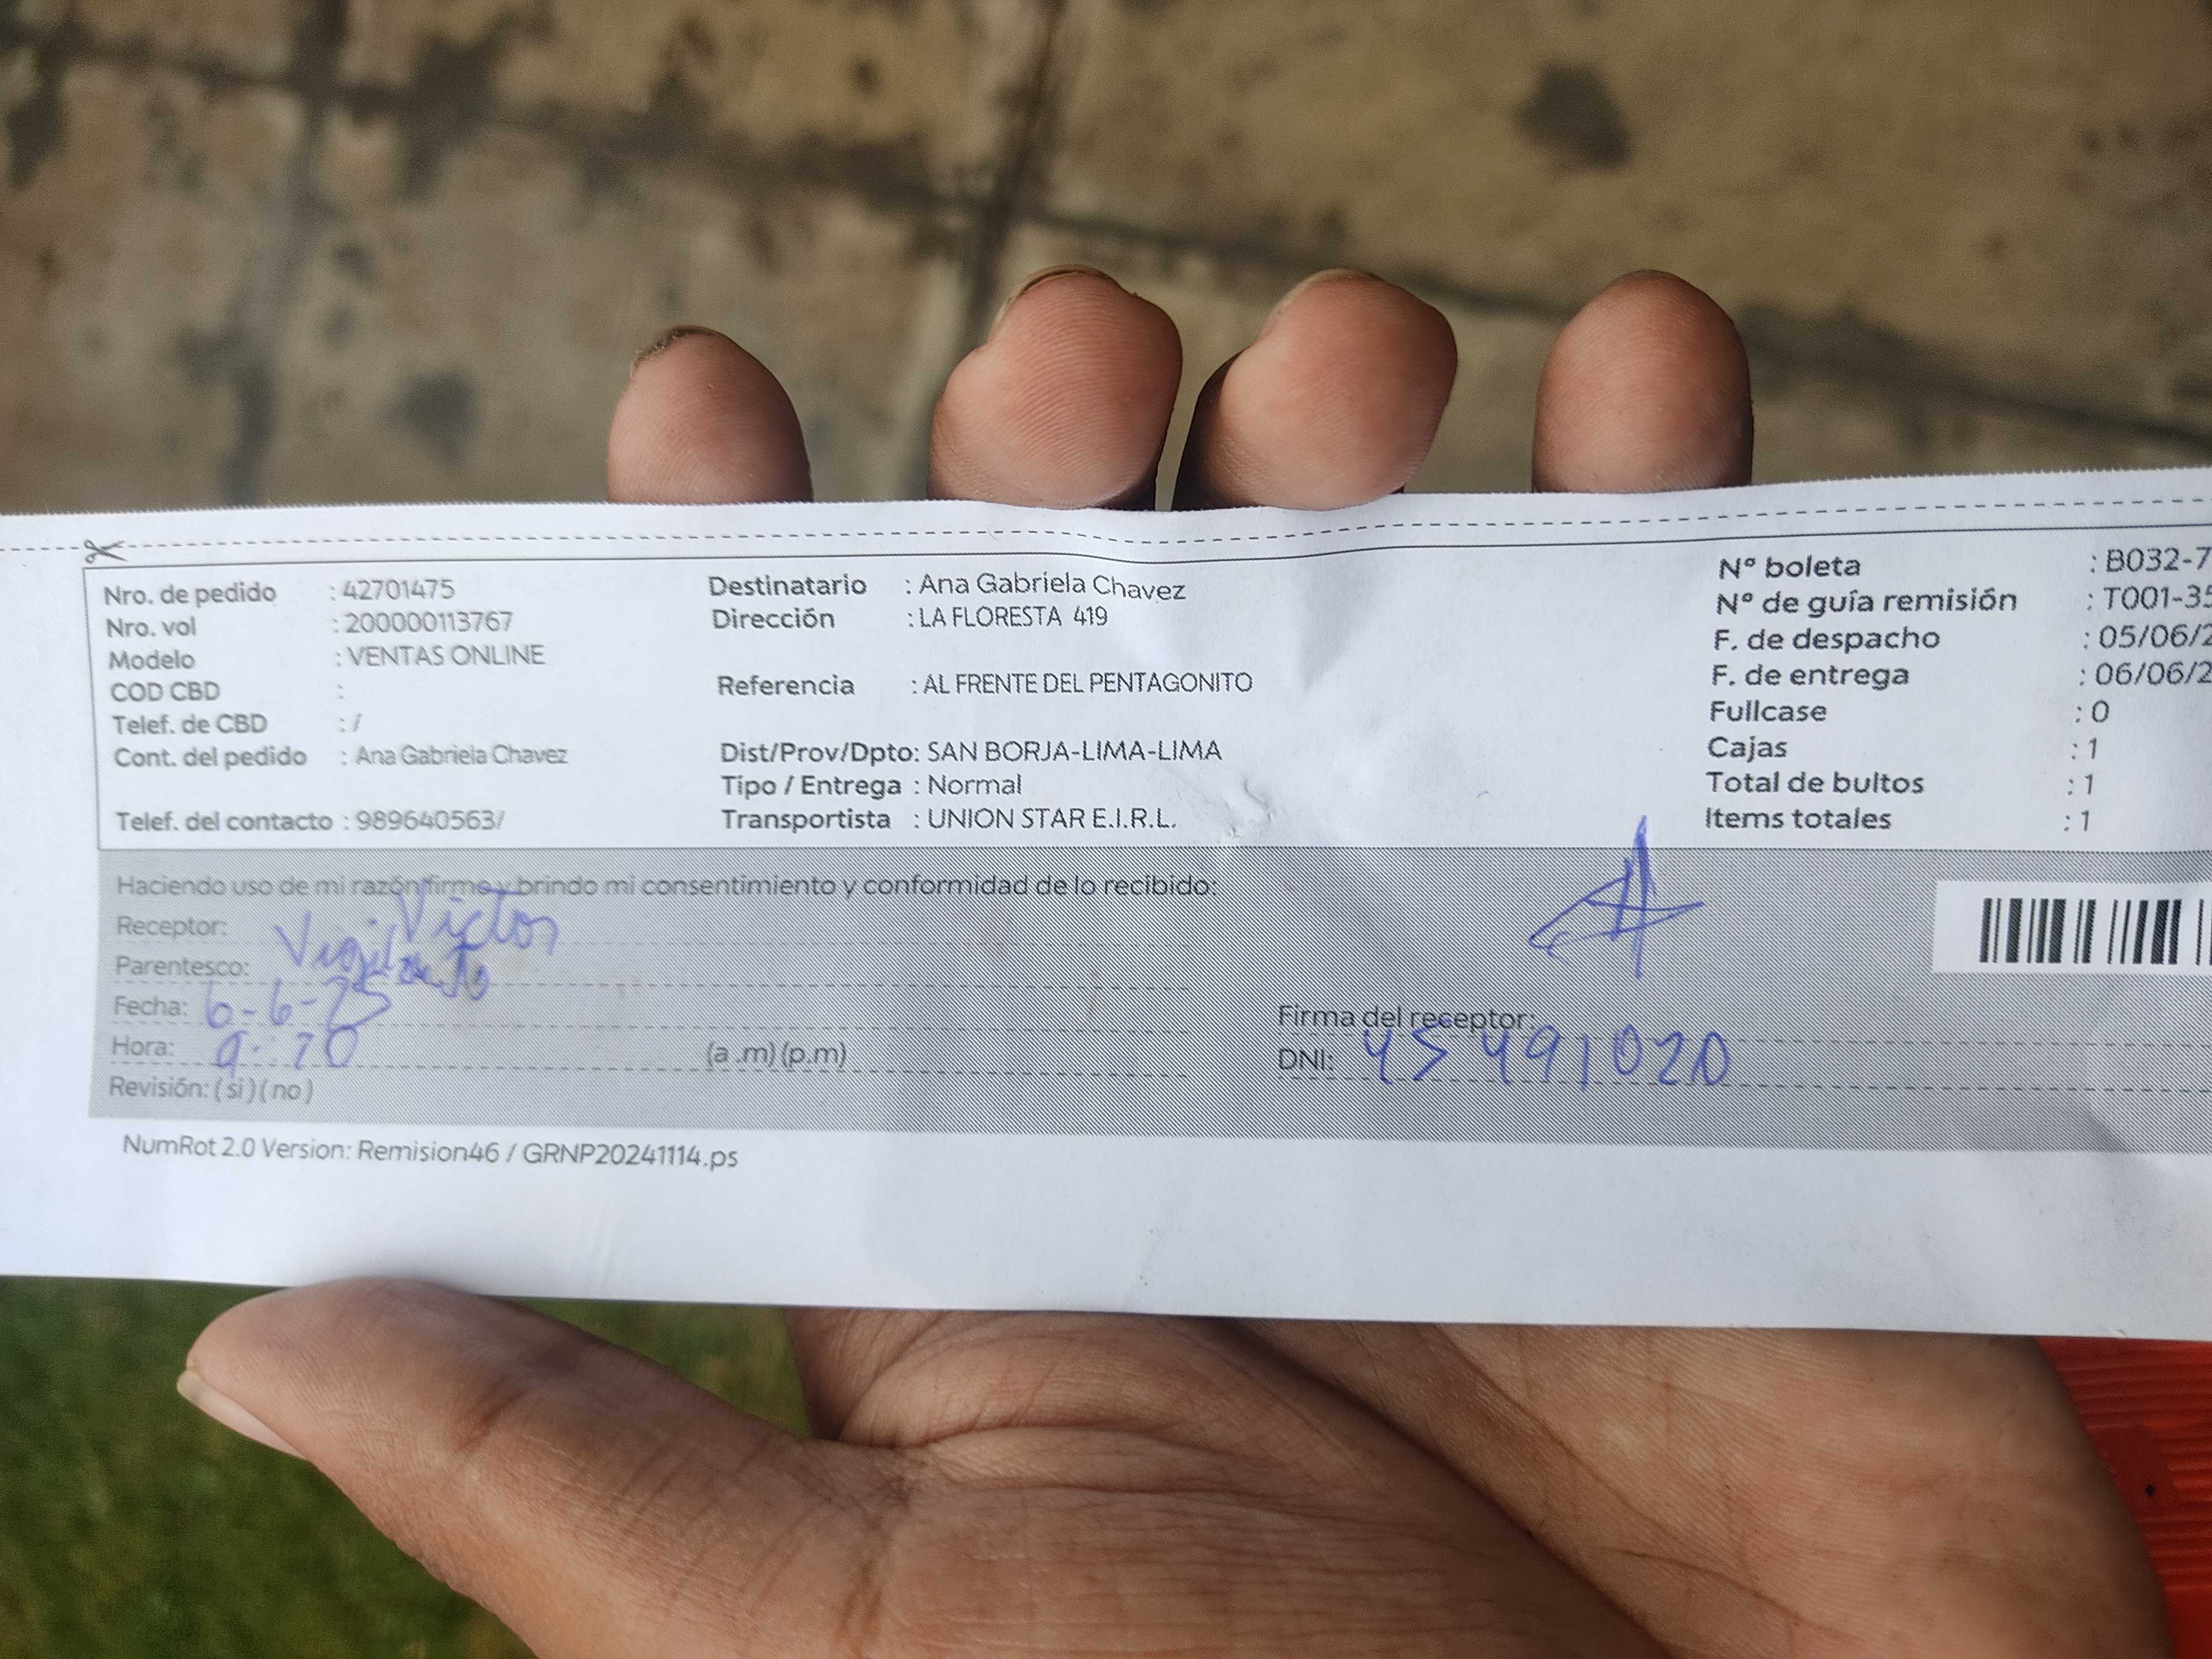 Nro. de pedido : 42701475
Nro. vol : 200000113767
Modelo : VENTAS ONLINE
COD CBD :
Telef. de CBD : /
Cont. del pedido : Ana Gabriela Chavez
Telef. del contacto : 989640563/
Destinatario : Ana Gabriela Chavez
Dirección : LA FLORESTA 419
Referencia : AL FRENTE DEL PENTAGONITO
Dist/Prov/Dpto: SAN BORJA-LIMA-LIMA
Tipo / Entrega : Normal
Transportista : UNION STAR E.I.R.L.
Nº boleta : B032-7
Nº de guía remisión : T001-35
F. de despacho : 05/06/2
F. de entrega : 06/06/2
Fullcase : 0
Cajas : 1
Total de bultos : 1
Items totales : 1
Haciendo uso de mi razón firmo y brindo mi consentimiento y conformidad de lo recibido:
Receptor: Victor
Parentesco: Vigilante
Fecha: 6-6-25
Hora: (a.m)(p.m)
Revisión: (si)(no)
Firma del receptor:
DNI: 45491020
NumRot 2.0 Version: Remision46 / GRNP20241114.ps